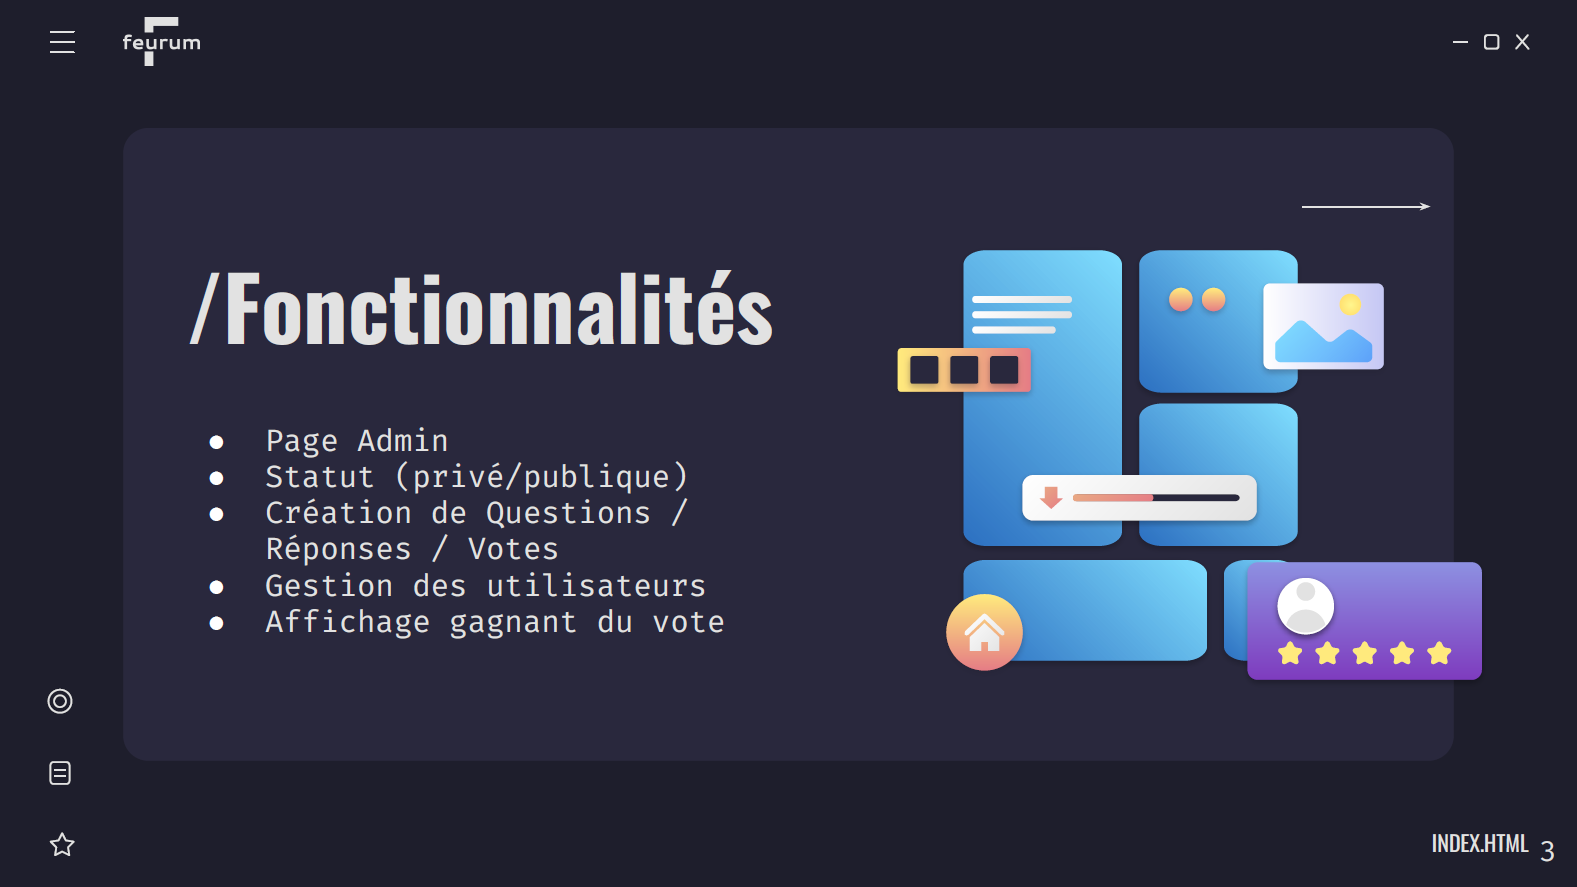 feurum
/Fonctionnalités
● Page Admin
● Statut (privé/publique)
● Création de Questions /
Réponses / Votes
● Gestion des utilisateurs
● Affichage gagnant du vote
INDEX.HTML
3